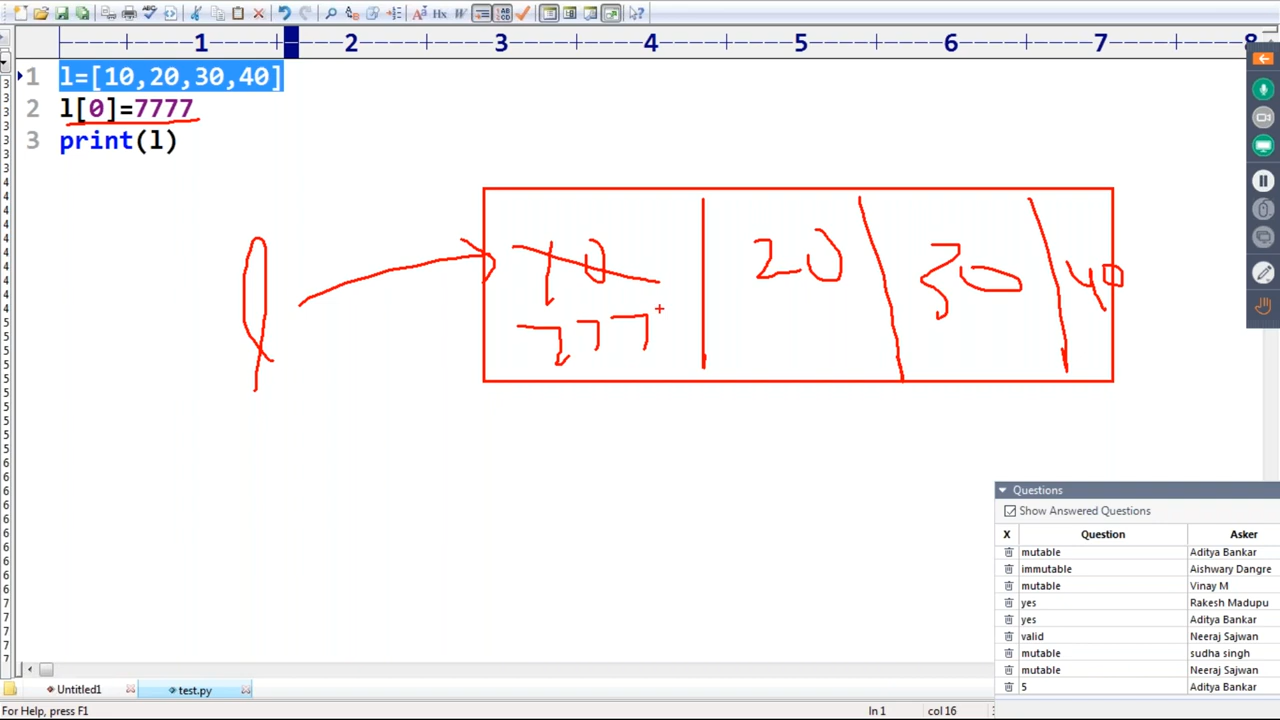 1 2 3 4 5 6 7 8
1 l=[10,20,30,40]
2 l[0]=7777
3 print(l)
l
10 20 30 40
777
Questions
Show Answered Questions
X Question Asker
mutable Aditya Bankar
immutable Aishwary Dangre
mutable Vinay M
yes Rakesh Madupu
yes Aditya Bankar
valid Neeraj Sajwan
mutable sudha singh
mutable Neeraj Sajwan
5 Aditya Bankar
Untitled1 test.py
For Help, press F1 ln 1 col 16